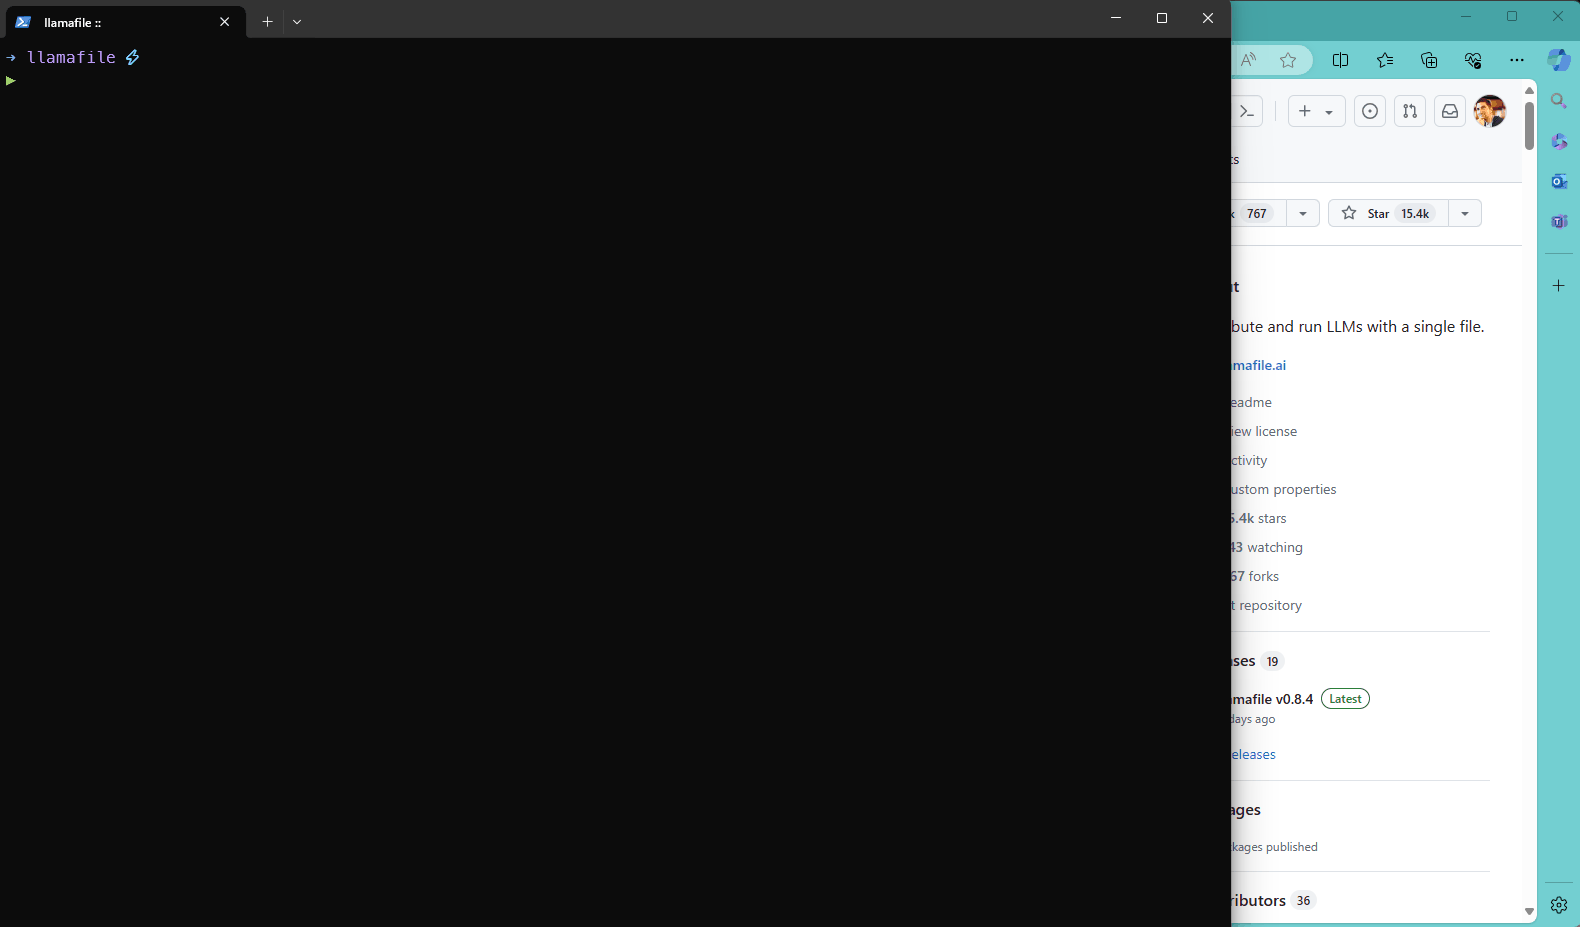 llamafile ::
llamafile
767
Star 15.4k
bute and run LLMs with a single file.
mafile.ai
eadme
iew license
ctivity
ustom properties
5.4k stars
43 watching
67 forks
t repository
ases 19
mafile v0.8.4 Latest
days ago
eleases
ages
kages published
ributors 36